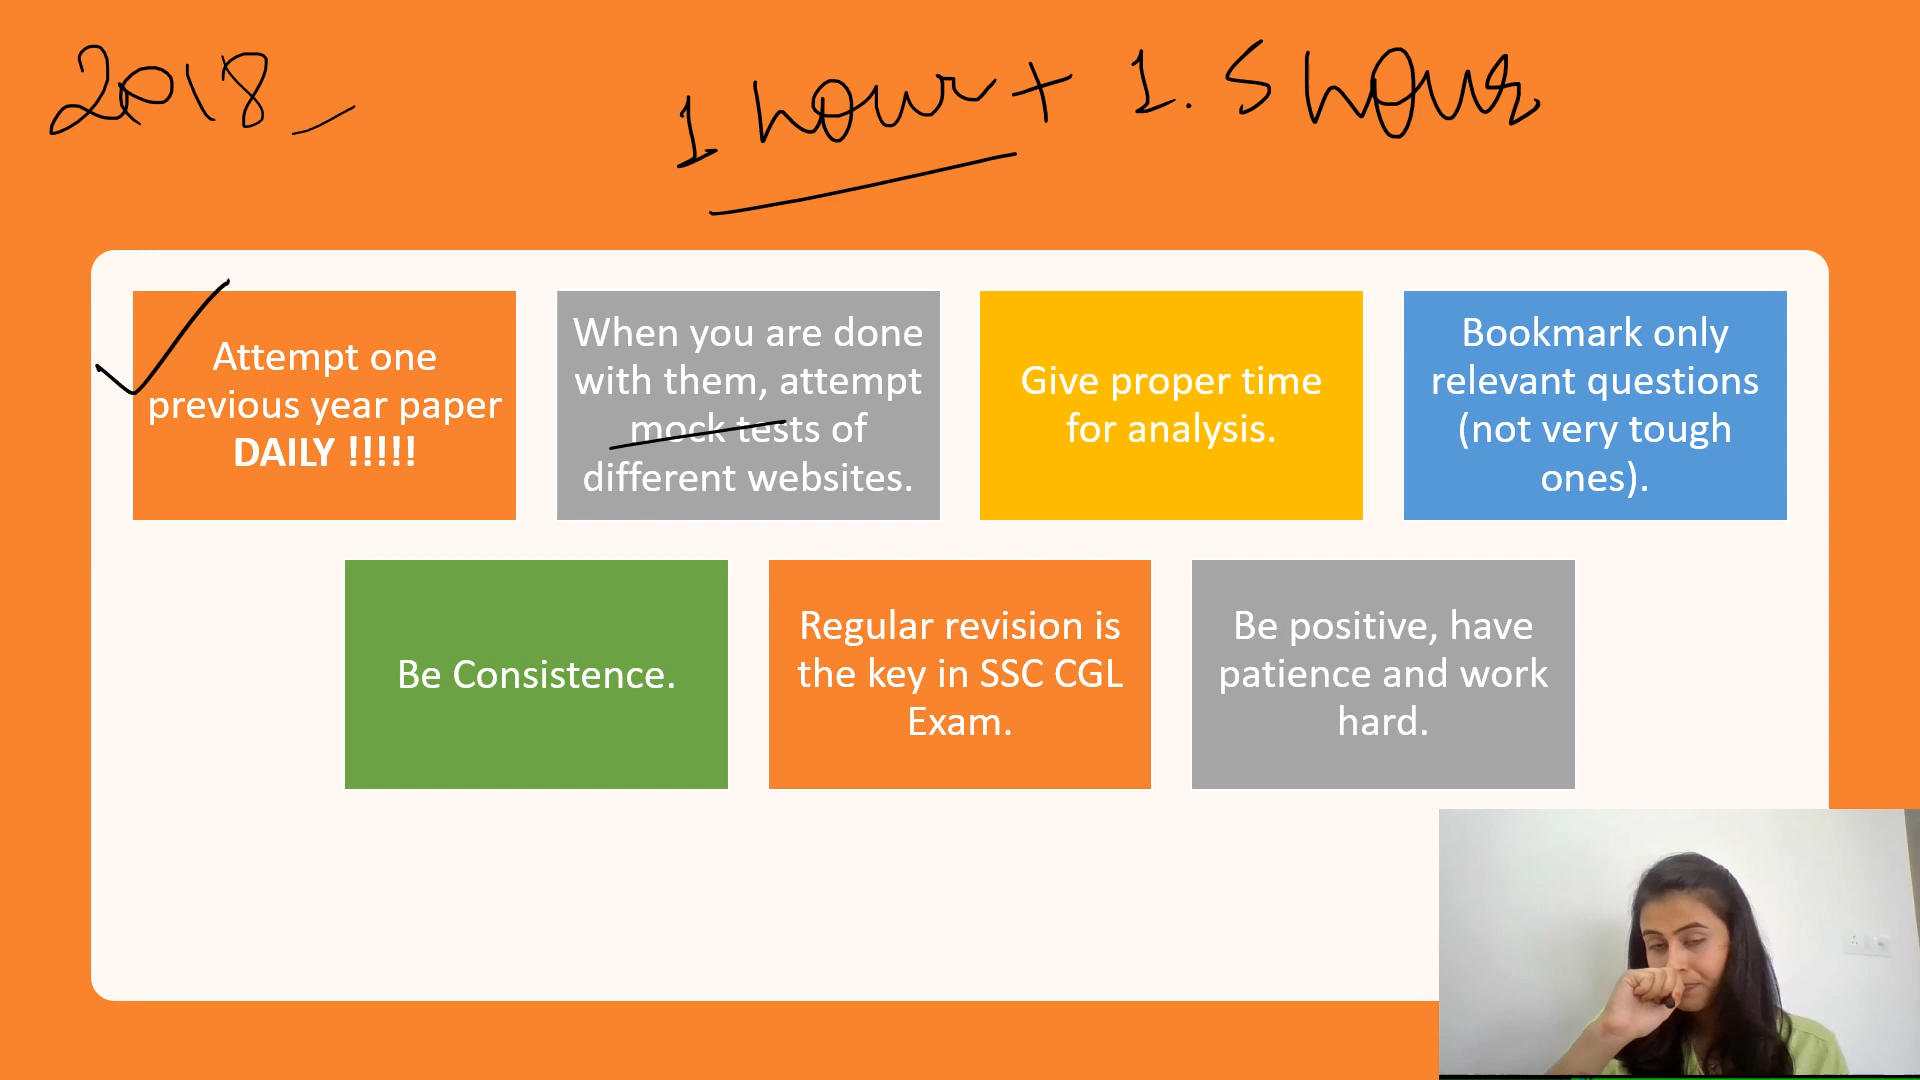 2018_
1 hour + 1.5 hour
Attempt one
previous year paper
DAILY !!!!!
When you are done
with them, attempt
mock tests of
different websites.
Give proper time
for analysis.
Bookmark only
relevant questions
(not very tough
ones).
Be Consistence.
Regular revision is
the key in SSC CGL
Exam.
Be positive, have
patience and work
hard.